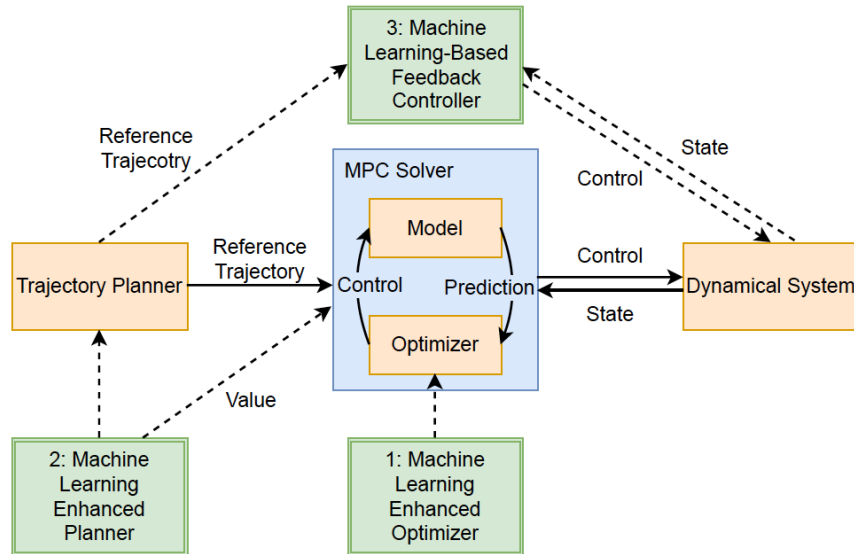 3: Machine
Learning-Based
Feedback
Controller
Reference
Trajecotry
State
Control
MPC Solver
Model
Reference
Trajectory
Control
Trajectory Planner
Control
Prediction
Dynamical System
State
Optimizer
Value
2: Machine
Learning
Enhanced
Planner
1: Machine
Learning
Enhanced
Optimizer